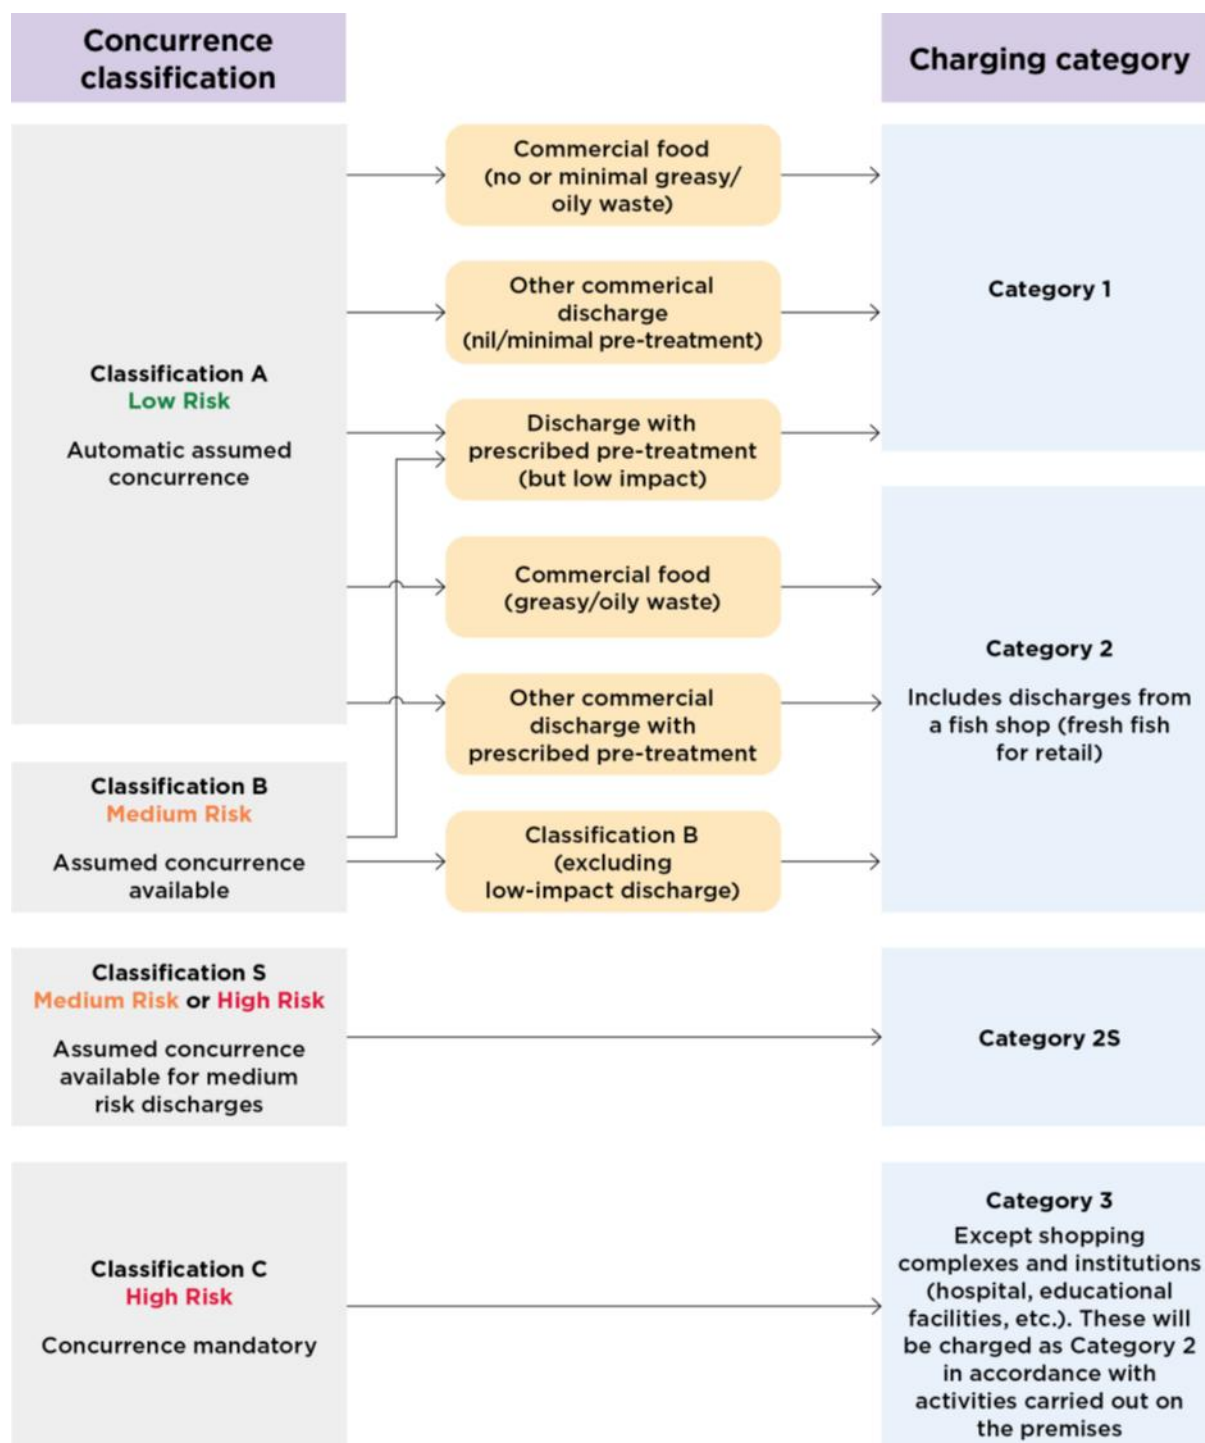 Concurrence
classification
Charging category
Classification A
Low Risk
Automatic assumed
concurrence
Commercial food
(no or minimal greasy/
oily waste)
Other commerical
discharge
(nil/minimal pre-treatment)
Discharge with
prescribed pre-treatment
(but low impact)
Category 1
Commercial food
(greasy/oily waste)
Other commercial
discharge with
prescribed pre-treatment
Category 2
Includes discharges from
a fish shop (fresh fish
for retail)
Classification B
Medium Risk
Assumed concurrence
available
Classification B
(excluding
low-impact discharge)
Classification S
Medium Risk or High Risk
Assumed concurrence
available for medium
risk discharges
Category 2S
Classification C
High Risk
Concurrence mandatory
Category 3
Except shopping
complexes and institutions
(hospital, educational
facilities, etc.). These will
be charged as Category 2
in accordance with
activities carried out on
the premises